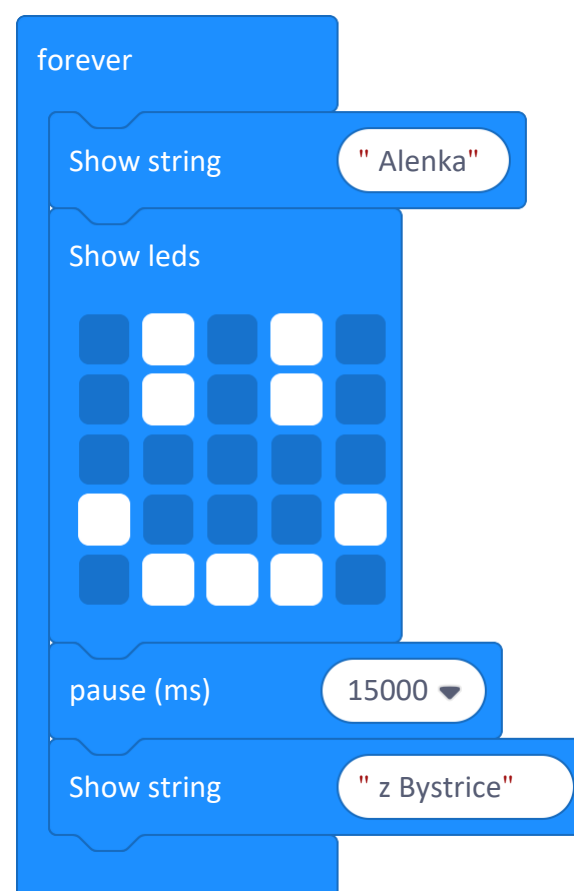 forever
Show string " Alenka"
Show leds
pause (ms) 15000
Show string " z Bystrice"